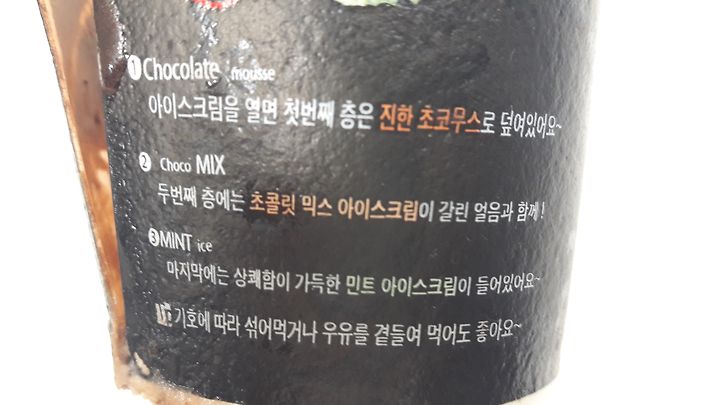 1 Chocolate mousse
아이스크림을 열면 첫번째 층은 진한 초코무스로 덮여있어요~
2 Choco MIX
두번째 층에는 초콜릿 믹스 아이스크림이 갈린 얼음과 함께!
3 MINT ice
마지막에는 상쾌함이 가득한 민트 아이스크림이 들어있어요~
기호에 따라 섞어먹거나 우유를 곁들여 먹어도 좋아요~